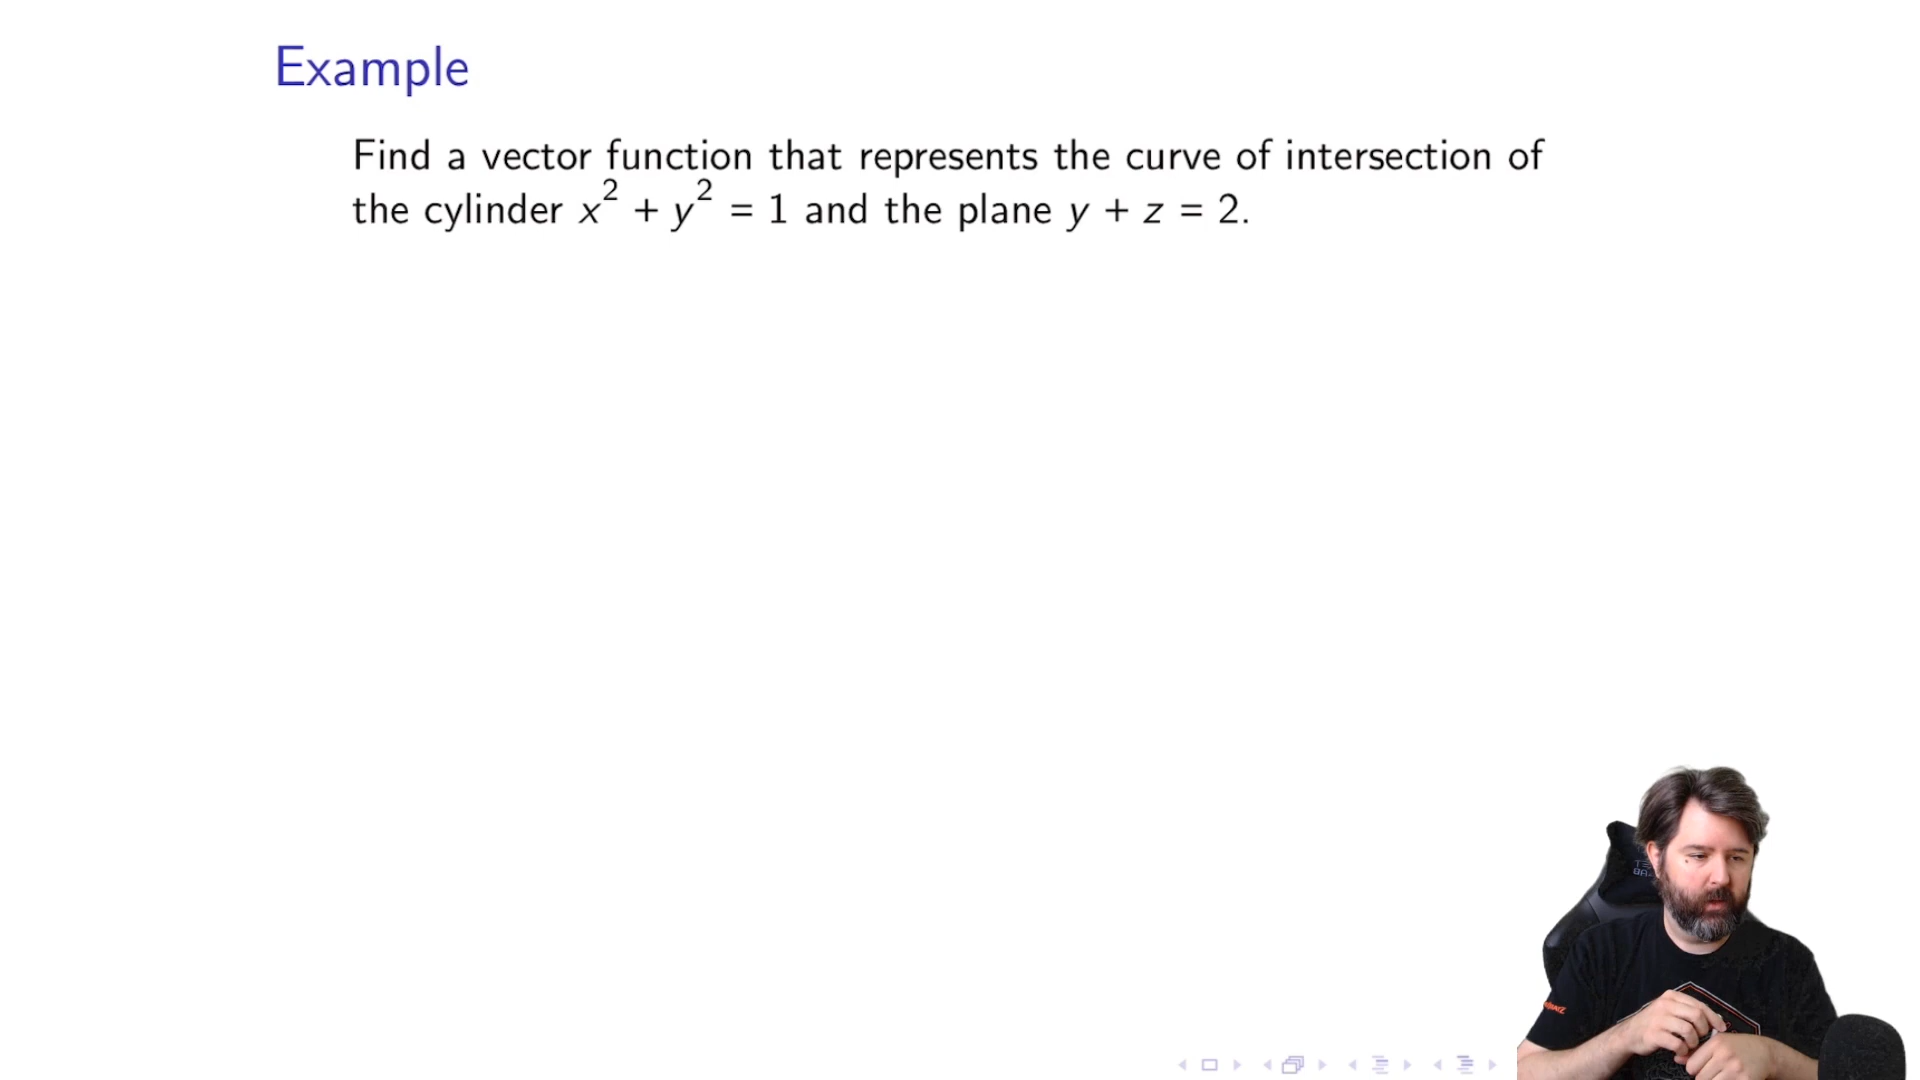 Example
Find a vector function that represents the curve of intersection of
the cylinder x² + y² = 1 and the plane y + z = 2.